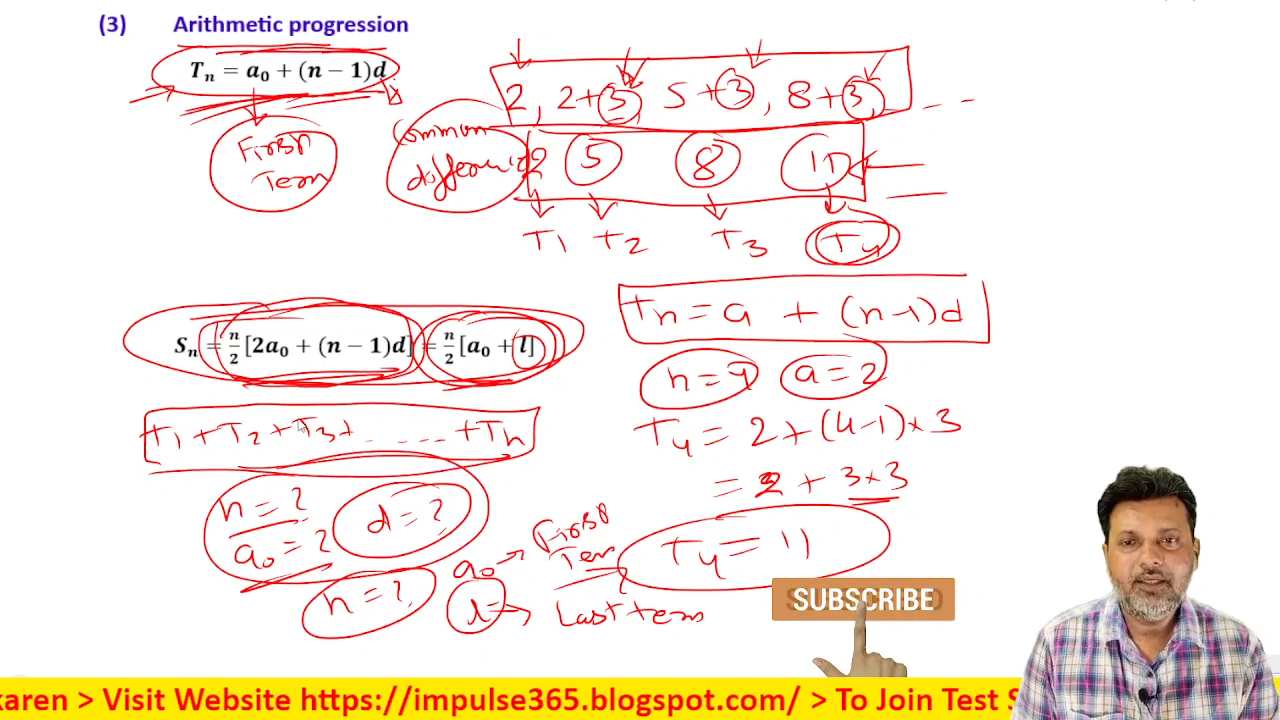 (3) Arithmetic progression
Tₙ = a₀ + (n − 1)d
First
Term
Common
difference
2, 2+3, 5+3, 8+3, - - -
2 5 8 11
T1 T2 T3 T4
Sₙ = n/2 [2a₀ + (n − 1)d] = n/2 [a₀ + l]
T1 + T2 + T3 + ...... + Tn
n = ?
a₀ = ?
d = ?
n = ?
a₀ → First
Term
l → Last term
Tn = a + (n-1)d
n = 4 a = 2
T4 = 2 + (4-1) × 3
= 2 + 3×3
T4 = 11
SUBSCRIBE
karen > Visit Website https://impulse365.blogspot.com/ > To Join Test S